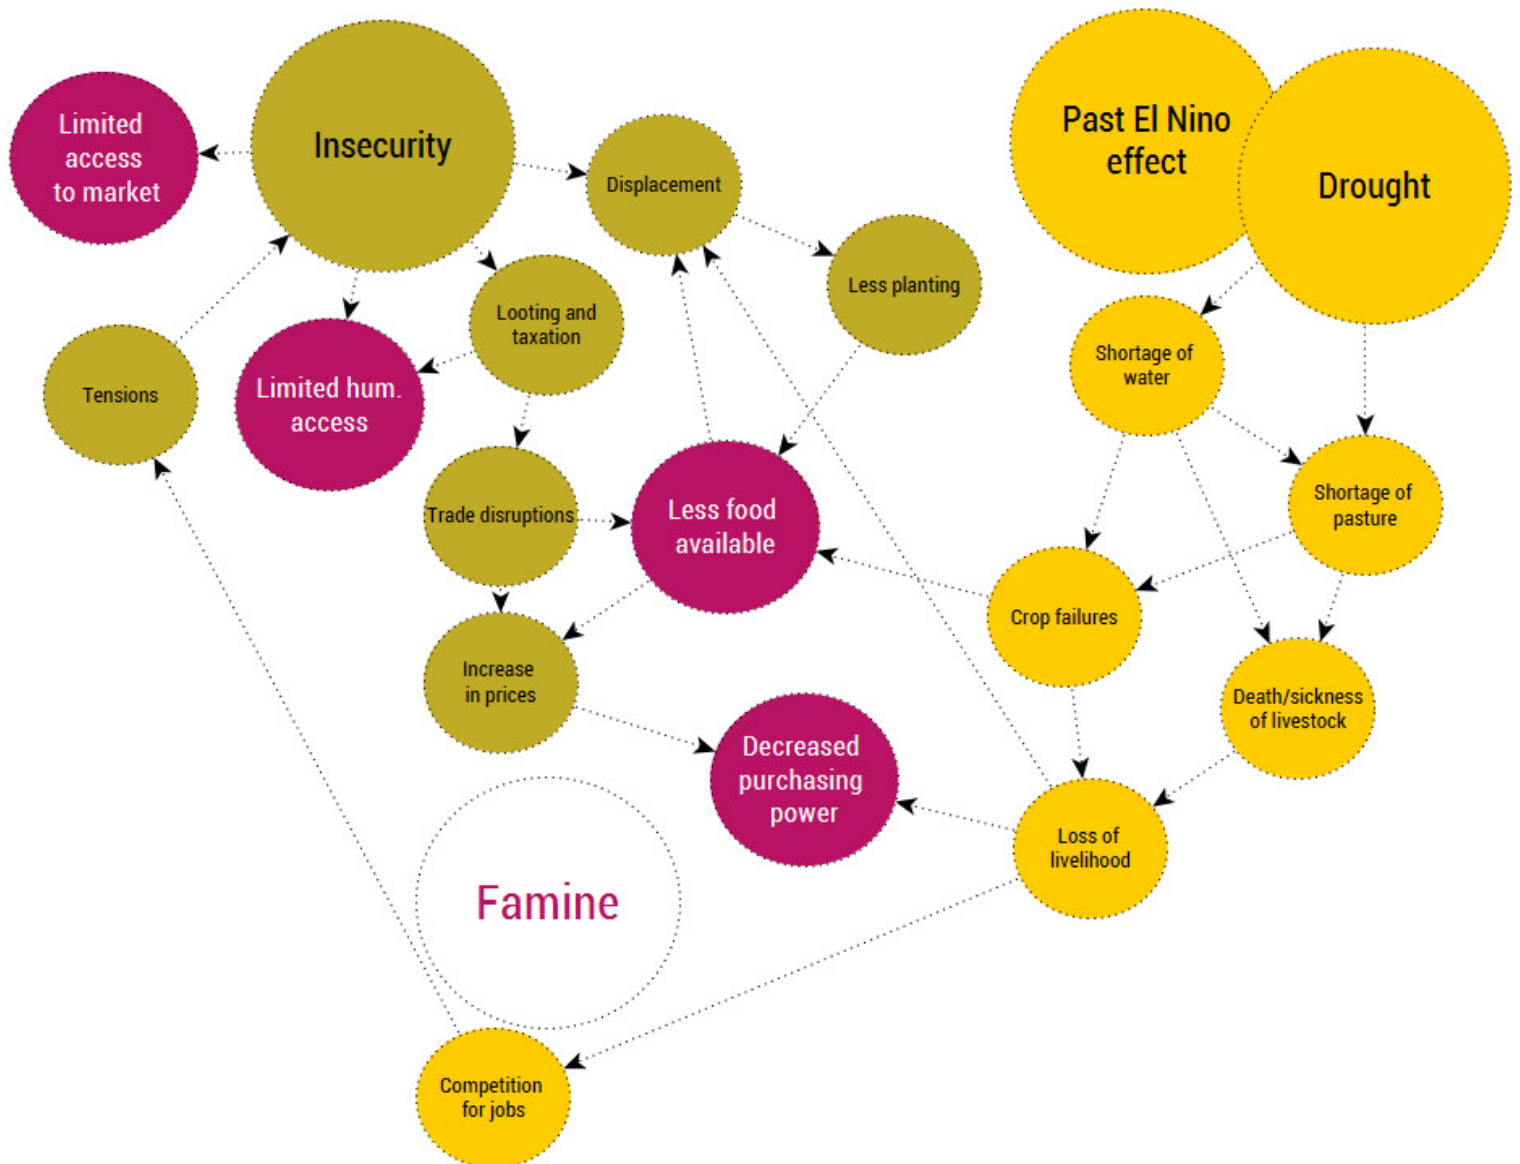 Limited
access
to market
Insecurity
Displacement
Past El Nino
effect
Drought
Less planting
Looting and
taxation
Shortage of
water
Tensions
Limited hum.
access
Trade disruptions
Less food
available
Shortage of
pasture
Crop failures
Increase
in prices
Death/sickness
of livestock
Decreased
purchasing
power
Loss of
livelihood
Famine
Competition
for jobs